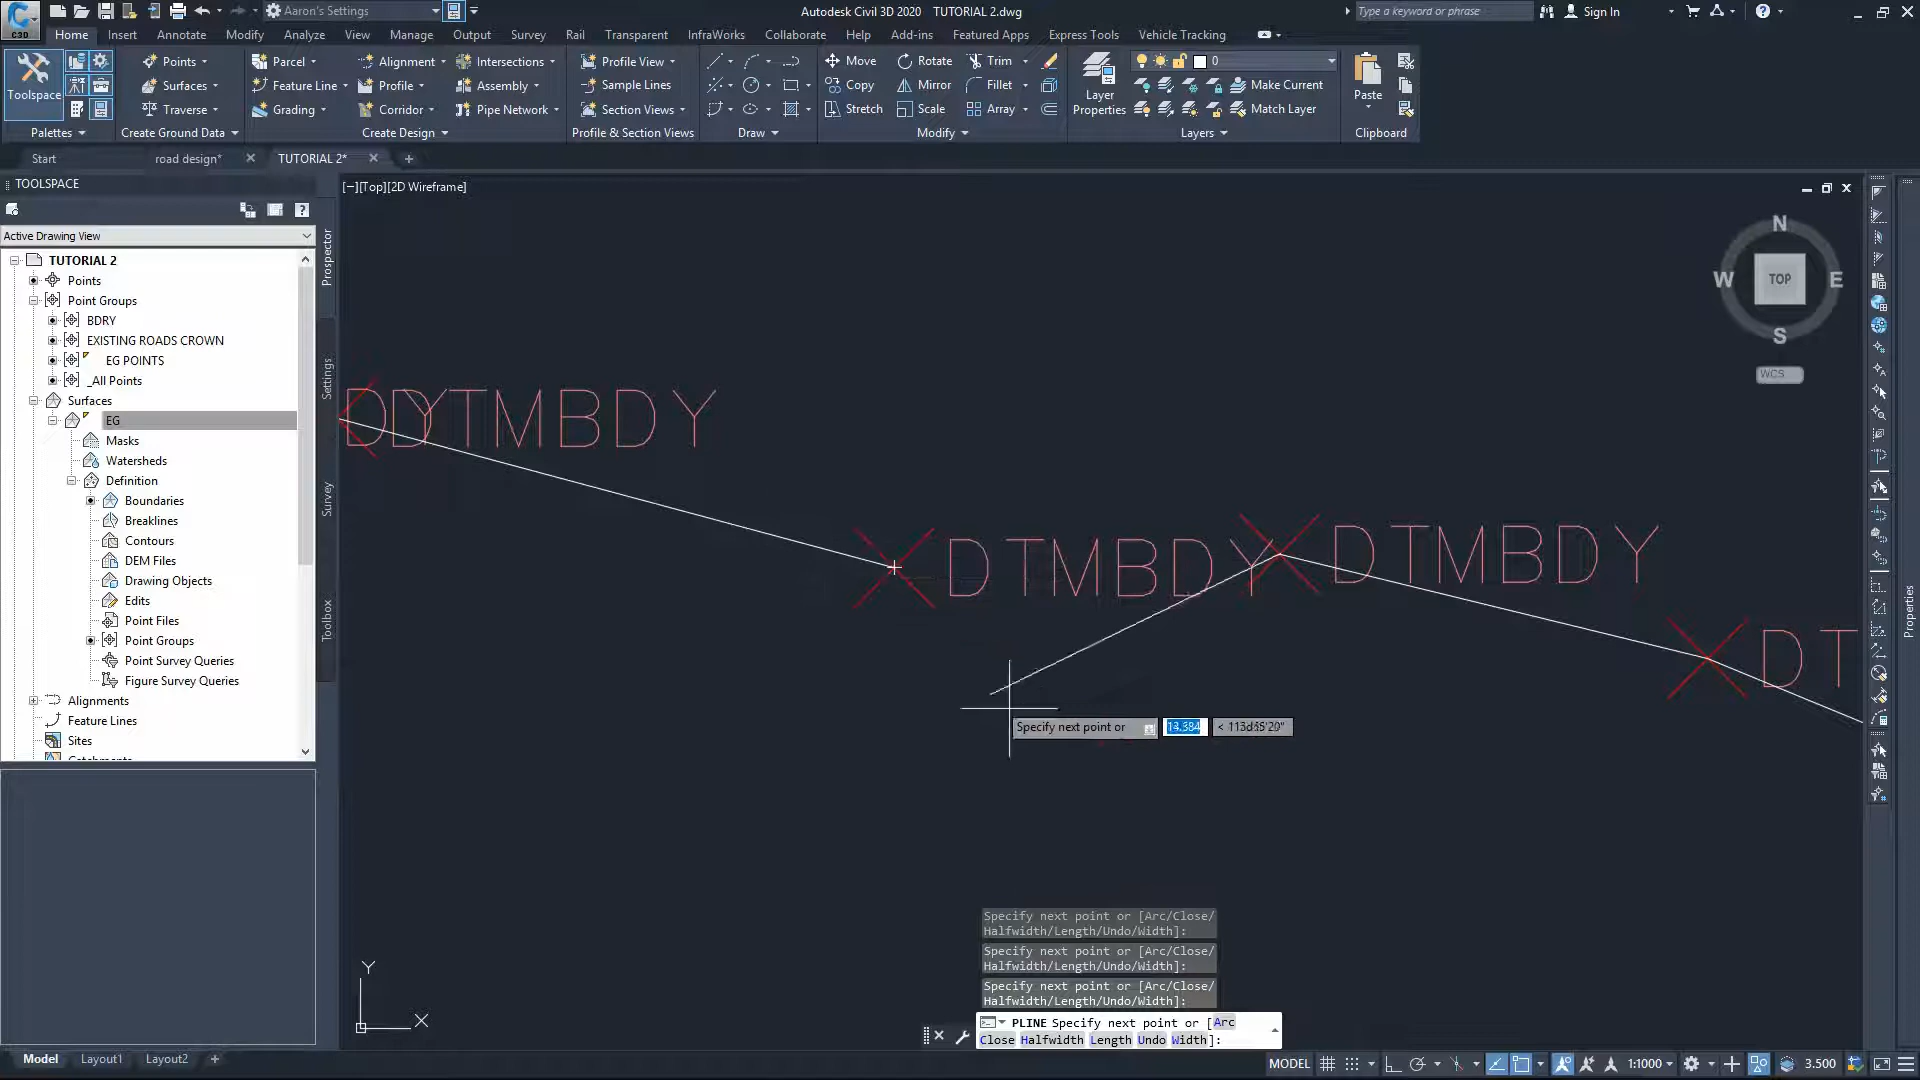 C3D
Aaron's Settings
Autodesk Civil 3D 2020 TUTORIAL 2.dwg
Type a keyword or phrase
Sign In
Home Insert Annotate Modify Analyze View Manage Output Survey Rail Transparent InfraWorks Collaborate Help Add-ins Featured Apps Express Tools Vehicle Tracking
Toolspace
Points
Parcel
Alignment
Intersections
Profile View
Move
Rotate
Trim
0
Surfaces
Feature Line
Profile
Assembly
Sample Lines
Copy
Mirror
Fillet
Layer Properties
Make Current
Paste
Traverse
Grading
Corridor
Pipe Network
Section Views
Stretch
Scale
Array
Match Layer
Palettes
Create Ground Data
Create Design
Profile & Section Views
Draw
Modify
Layers
Clipboard
Start
road design*
TUTORIAL 2*
TOOLSPACE
[−][Top][2D Wireframe]
Active Drawing View
TUTORIAL 2
Points
Point Groups
BDRY
EXISTING ROADS CROWN
EG POINTS
_All Points
Surfaces
EG
Masks
Watersheds
Definition
Boundaries
Breaklines
Contours
DEM Files
Drawing Objects
Edits
Point Files
Point Groups
Point Survey Queries
Figure Survey Queries
Alignments
Feature Lines
Sites
Prospector
Settings
Survey
Toolbox
N
W
TOP
E
S
WCS
Properties
DY
DTMBDY
DTMBDY
DTMBDY
DT
Specify next point or
Y
X
Specify next point or [Arc/Close/
Halfwidth/Length/Undo/Width]:
Specify next point or [Arc/Close/
Halfwidth/Length/Undo/Width]:
Specify next point or [Arc/Close/
Halfwidth/Length/Undo/Width]:
PLINE Specify next point or [Arc
Close Halfwidth Length Undo Width]:
Model
Layout1
Layout2
MODEL
1:1000
3.500